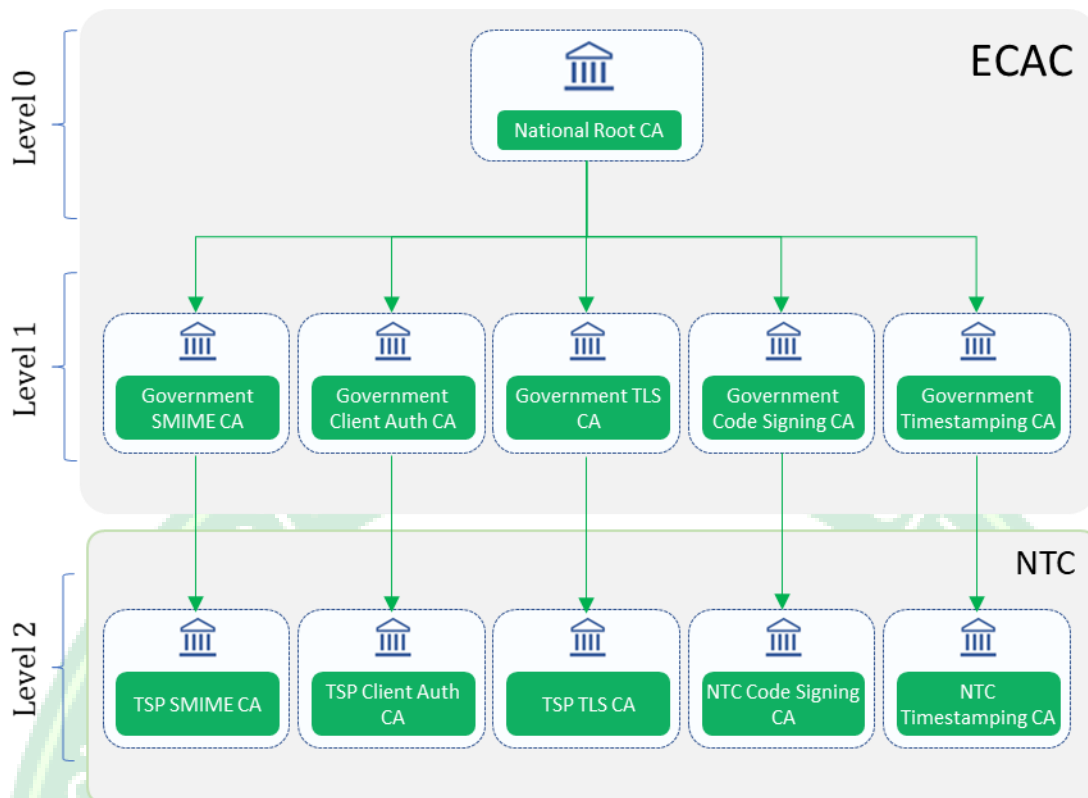 ECAC
Level 0
National Root CA
Level 1
Government
SMIME CA
Government
Client Auth CA
Government TLS
CA
Government
Code Signing CA
Government
Timestamping CA
NTC
Level 2
TSP SMIME CA
TSP Client Auth
CA
TSP TLS CA
NTC Code Signing
CA
NTC
Timestamping CA